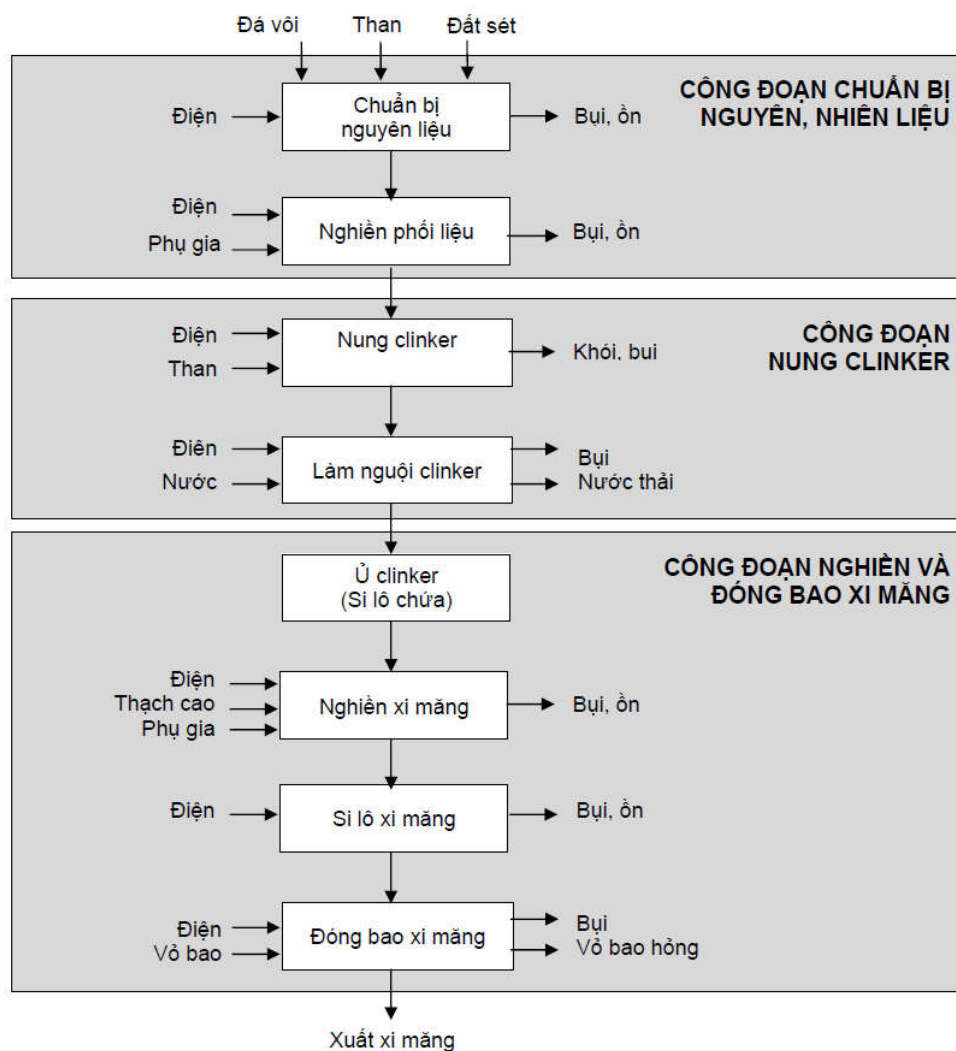 Đá vôi
Than
Đất sét
CÔNG ĐOẠN CHUẨN BỊ
NGUYÊN, NHIÊN LIỆU
Điện
Chuẩn bị
nguyên liệu
Bụi, ồn
Điện
Phụ gia
Nghiền phối liệu
Bụi, ồn
CÔNG ĐOẠN
NUNG CLINKER
Điện
Than
Nung clinker
Khói, bui
Điên
Nước
Làm nguội clinker
Bụi
Nước thải
CÔNG ĐOẠN NGHIỀN VÀ
ĐÓNG BAO XI MĂNG
Ủ clinker
(Si lô chứa)
Điện
Thạch cao
Phụ gia
Nghiền xi măng
Bụi, ồn
Điện
Si lô xi măng
Bụi, ồn
Điện
Vỏ bao
Đóng bao xi măng
Bụi
Vỏ bao hỏng
Xuất xi măng